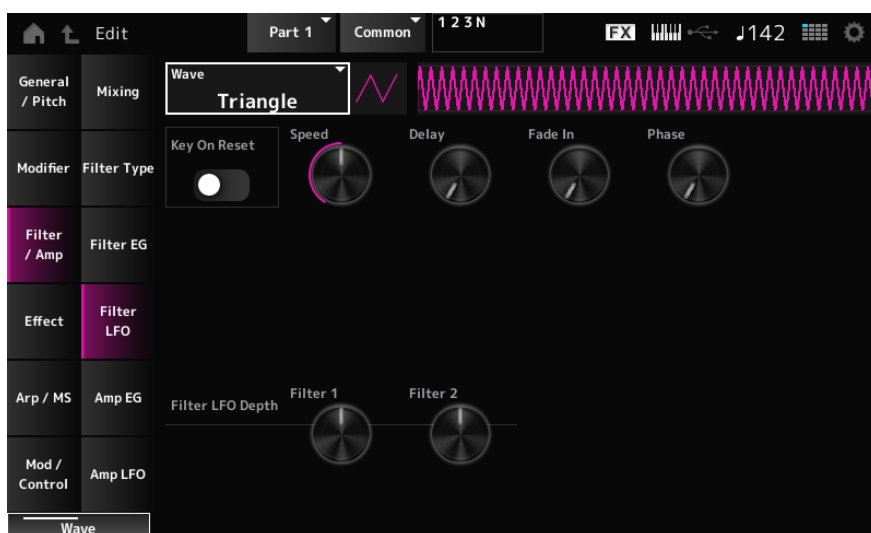 Edit
Part 1
Common
1 2 3 N
FX
♩142
General
/ Pitch
Mixing
Wave
Triangle
Key On Reset
Speed
Delay
Fade In
Phase
Modifier
Filter Type
Filter
/ Amp
Filter EG
Effect
Filter
LFO
Arp / MS
Amp EG
Filter LFO Depth
Filter 1
Filter 2
Mod /
Control
Amp LFO
Wave